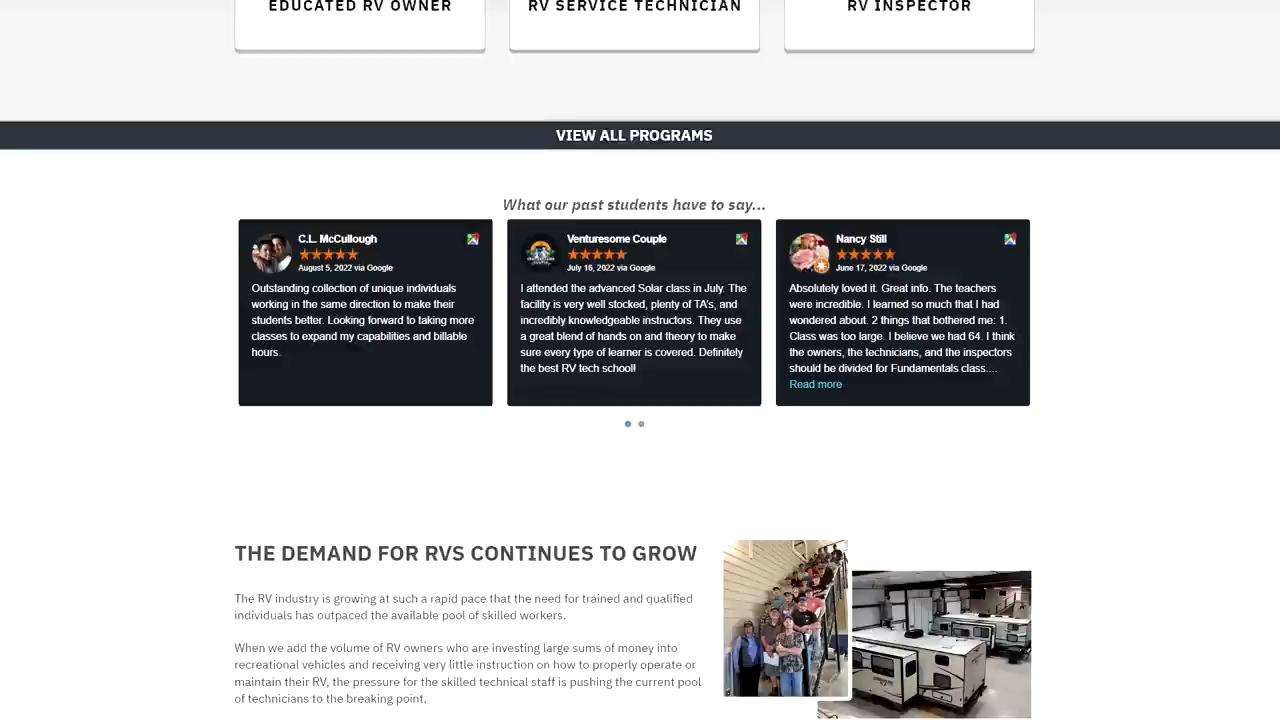 EDUCATED RV OWNER
RV SERVICE TECHNICIAN
RV INSPECTOR
VIEW ALL PROGRAMS
What our past students have to say...
C.L. McCullough
August 5, 2022 via Google
Outstanding collection of unique individuals
working in the same direction to make their
students better. Looking forward to taking more
classes to expand my capabilities and billable
hours.
Venturesome Couple
July 16, 2022 via Google
I attended the advanced Solar class in July. The
facility is very well stocked, plenty of TA's, and
incredibly knowledgeable instructors. They use
a great blend of hands on and theory to make
sure every type of learner is covered. Definitely
the best RV tech school!
Nancy Still
June 17, 2022 via Google
Absolutely loved it. Great info. The teachers
were incredible. I learned so much that I had
wondered about. 2 things that bothered me: 1.
Class was too large. I believe we had 64. I think
the owners, the technicians, and the inspectors
should be divided for Fundamentals class....
Read more
THE DEMAND FOR RVS CONTINUES TO GROW
The RV industry is growing at such a rapid pace that the need for trained and qualified
individuals has outpaced the available pool of skilled workers.
When we add the volume of RV owners who are investing large sums of money into
recreational vehicles and receiving very little instruction on how to properly operate or
maintain their RV, the pressure for the skilled technical staff is pushing the current pool
of technicians to the breaking point.